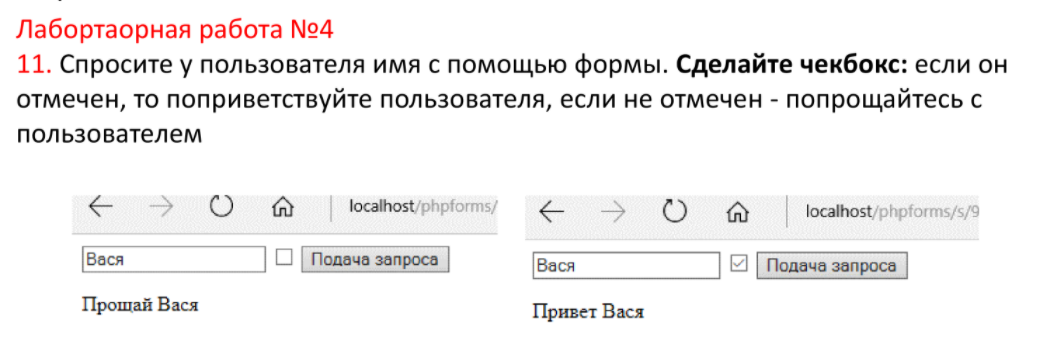 Лабортаорная работа №4
11. Спросите у пользователя имя с помощью формы. Сделайте чекбокс: если он
отмечен, то поприветствуйте пользователя, если не отмечен - попрощайтесь с
пользователем
localhost/phpforms/
Вася Подача запроса
Прощай Вася
localhost/phpforms/s/9
Вася Подача запроса
Привет Вася